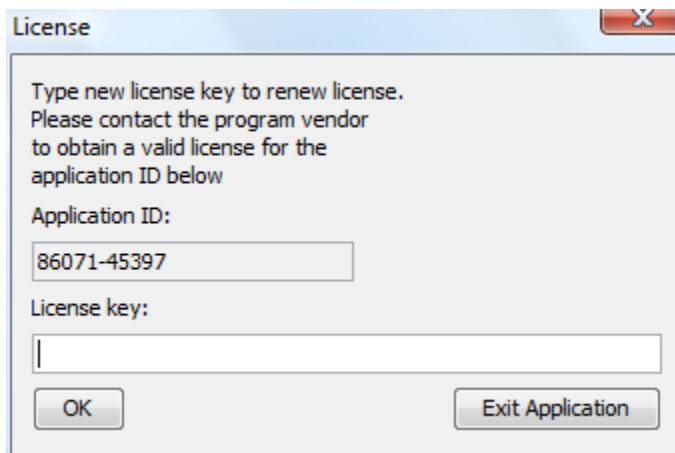 License
Type new license key to renew license.
Please contact the program vendor
to obtain a valid license for the
application ID below
Application ID:
86071-45397
License key:
OK
Exit Application